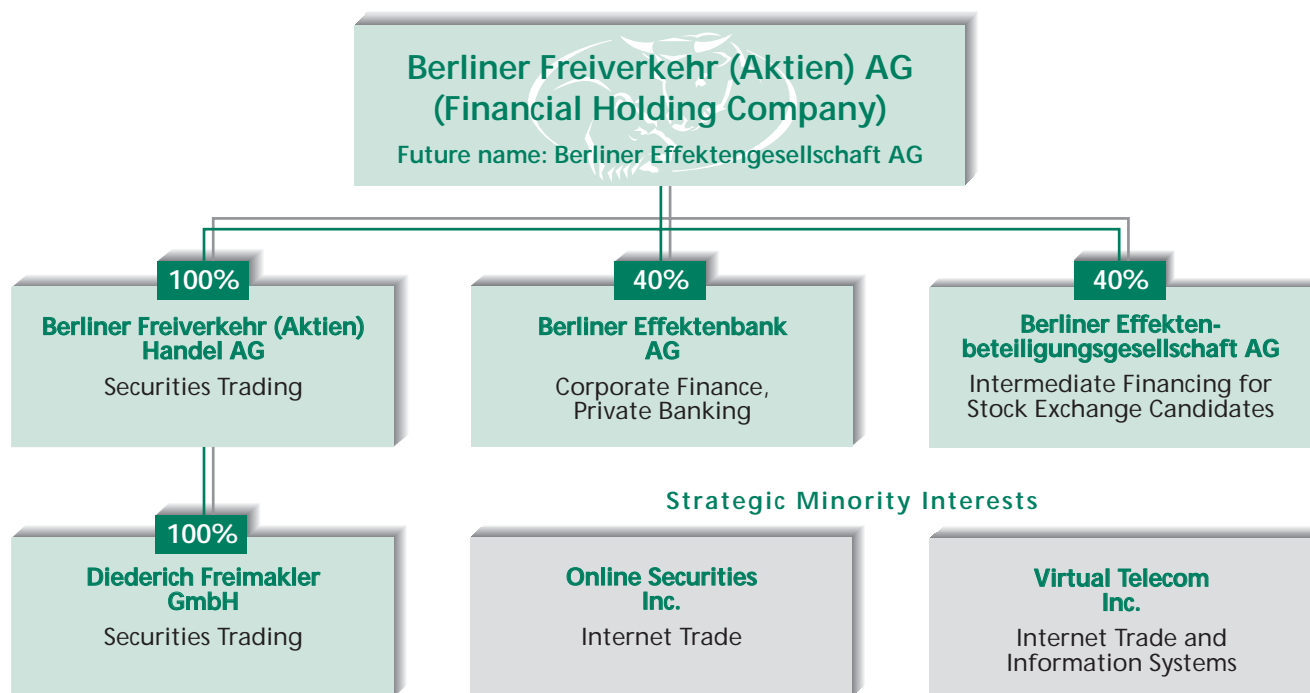 Berliner Freiverkehr (Aktien) AG
(Financial Holding Company)
Future name: Berliner Effektengesellschaft AG
100%
Berliner Freiverkehr (Aktien)
Handel AG
Securities Trading
40%
Berliner Effektenbank
AG
Corporate Finance,
Private Banking
40%
Berliner Effekten-
beteiligungsgesellschaft AG
Intermediate Financing for
Stock Exchange Candidates
Strategic Minority Interests
100%
Diederich Freimakler
GmbH
Securities Trading
Online Securities
Inc.
Internet Trade
Virtual Telecom
Inc.
Internet Trade and
Information Systems